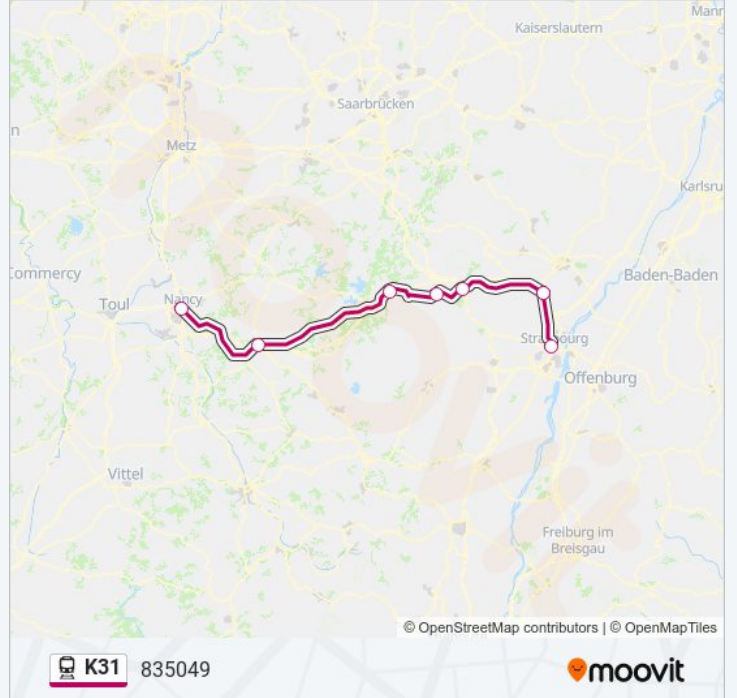 Mann
Kaiserslautern
Saarbrücken
n
Metz
Karlsru
Commercy
Nancy
Baden-Baden
Toul
Offenburg
Vittel
Freiburg im
Breisgau
© OpenStreetMap contributors | © OpenMapTiles
K31 835049 moovit